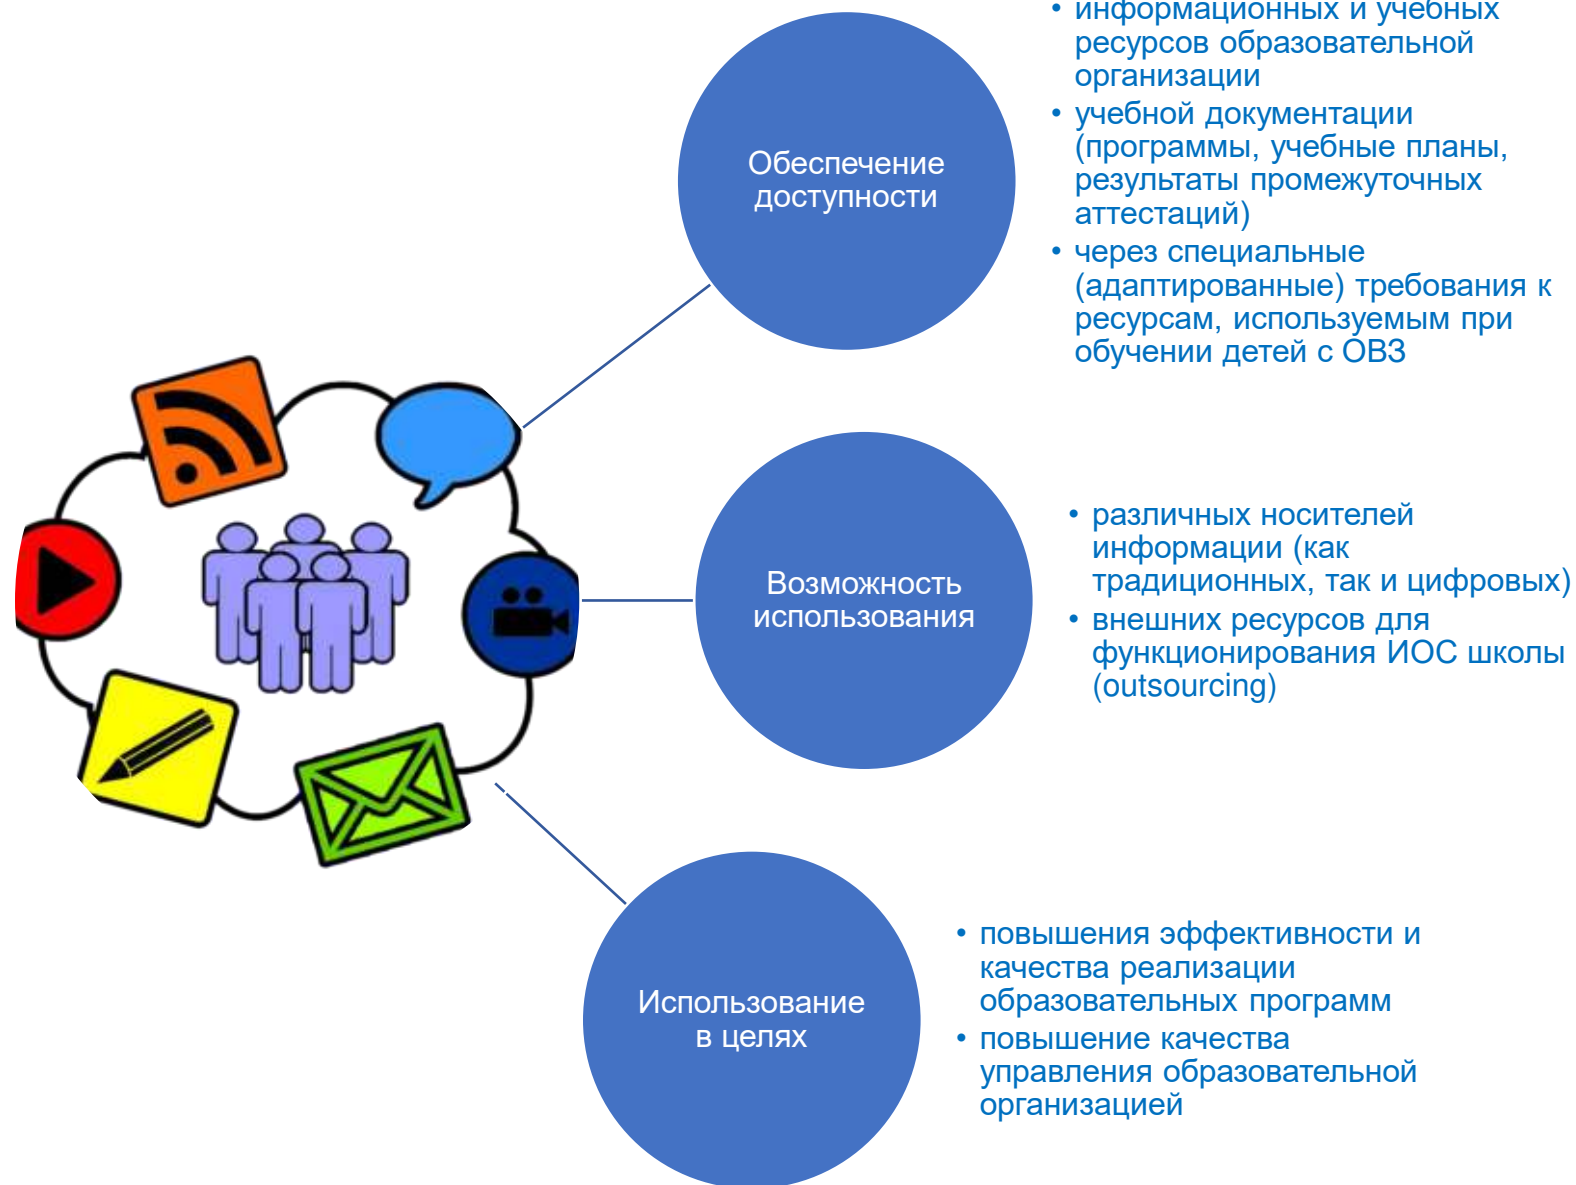 Обеспечение
доступности
• информационных и учебных
ресурсов образовательной
организации
• учебной документации
(программы, учебные планы,
результаты промежуточных
аттестаций)
• через специальные
(адаптированные) требования к
ресурсам, используемым при
обучении детей с ОВЗ
Возможность
использования
• различных носителей
информации (как
традиционных, так и цифровых)
• внешних ресурсов для
функционирования ИОС школы
(outsourcing)
Использование
в целях
• повышения эффективности и
качества реализации
образовательных программ
• повышение качества
управления образовательной
организацией